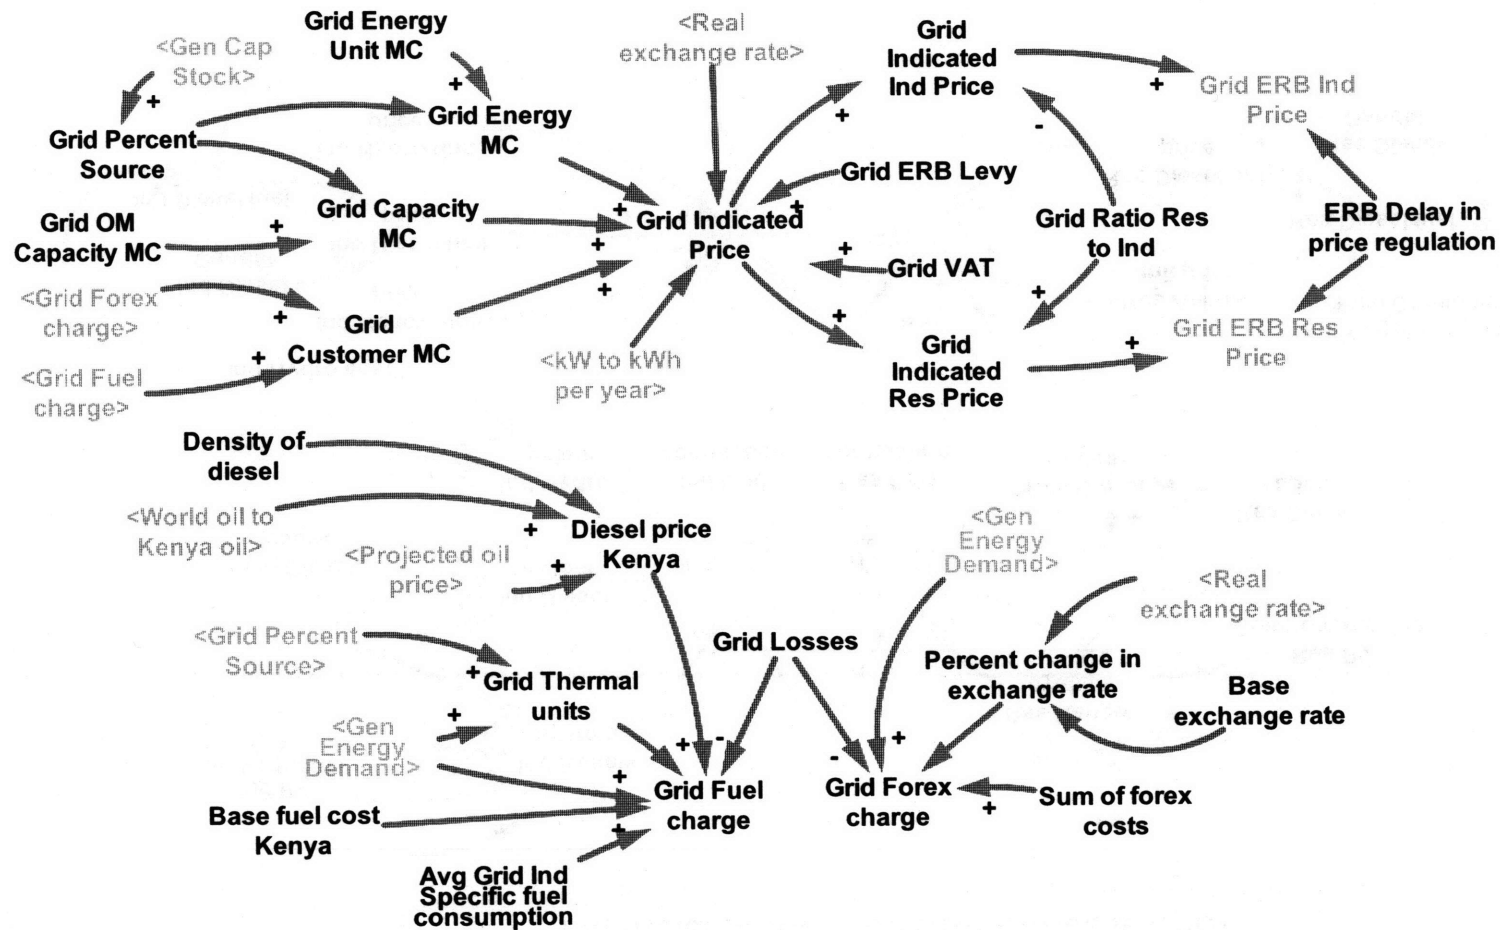 Grid Energy
Unit MC
<Gen Cap
Stock>
+
+
Grid Percent
Source
Grid Energy
MC
Grid OM
Capacity MC
+
Grid Capacity
MC
<Grid Forex
charge>
+
Grid
Customer MC
+
<Grid Fuel
charge>
<Real
exchange rate>
+
+
+
Grid Indicated
Price
+
Grid ERB Levy
+
Grid VAT
<kW to kWh
per year>
Grid
Indicated
Ind Price
+
-
+
Grid ERB Ind
Price
Grid Ratio Res
to Ind
ERB Delay in
price regulation
+
+
Grid
Indicated
Res Price
+
Grid ERB Res
Price
Density of
diesel
<World oil to
Kenya oil>
+
<Projected oil
price>
+
Diesel price
Kenya
<Grid Percent
Source>
+
Grid Thermal
units
<Gen
Energy
Demand>
+
+
-
+
+
Base fuel cost
Kenya
Avg Grid Ind
Specific fuel
consumption
Grid Fuel
charge
Grid Losses
<Gen
Energy
Demand>
<Real
exchange rate>
Percent change in
exchange rate
Base
exchange rate
-
+
Grid Forex
charge
+
Sum of forex
costs